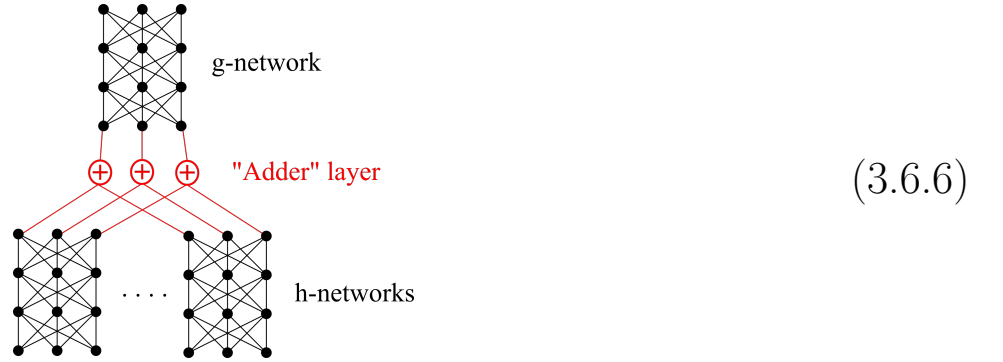 g-network
"Adder" layer
(3.6.6)
. . . .
h-networks